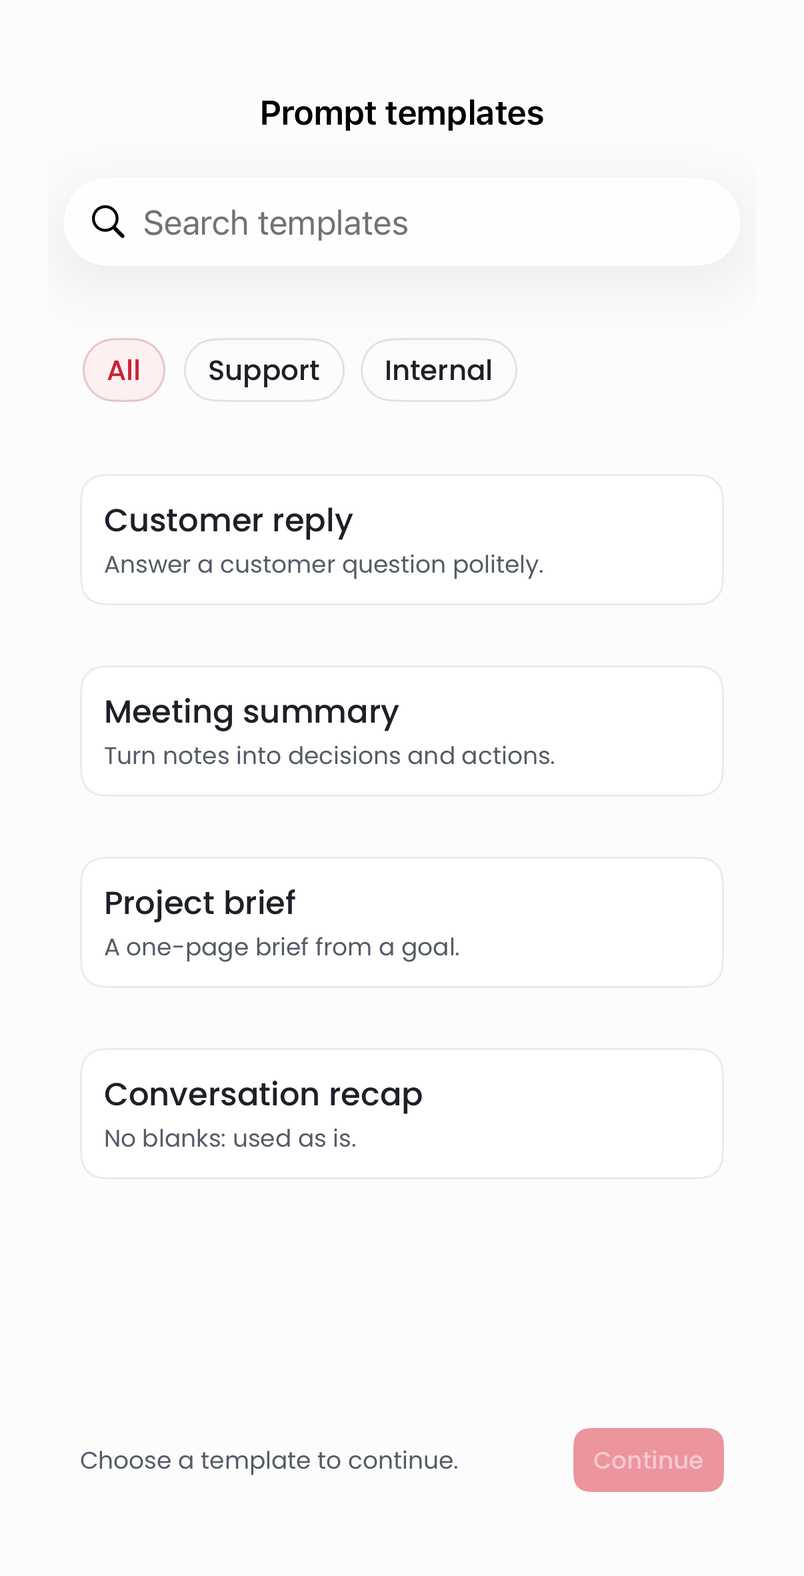 Prompt templates
Search templates
All
Support
Internal
Customer reply
Answer a customer question politely.
Meeting summary
Turn notes into decisions and actions.
Project brief
A one-page brief from a goal.
Conversation recap
No blanks: used as is.
Choose a template to continue.
Continue